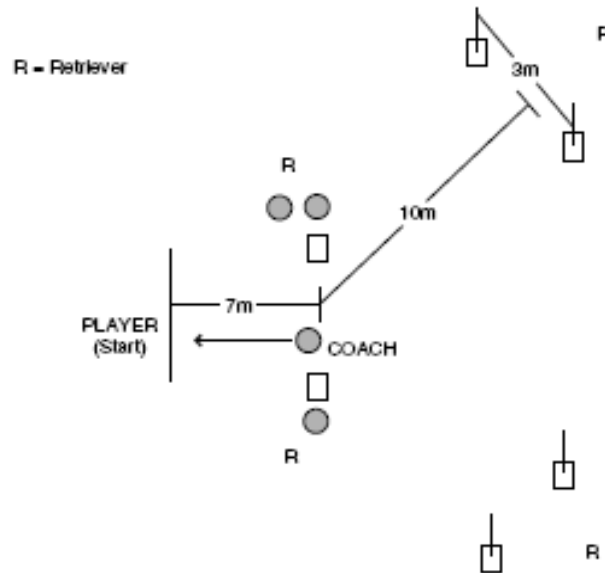 R = Retriever
R
3m
R
10m
7m
PLAYER
(Start)
COACH
R
R